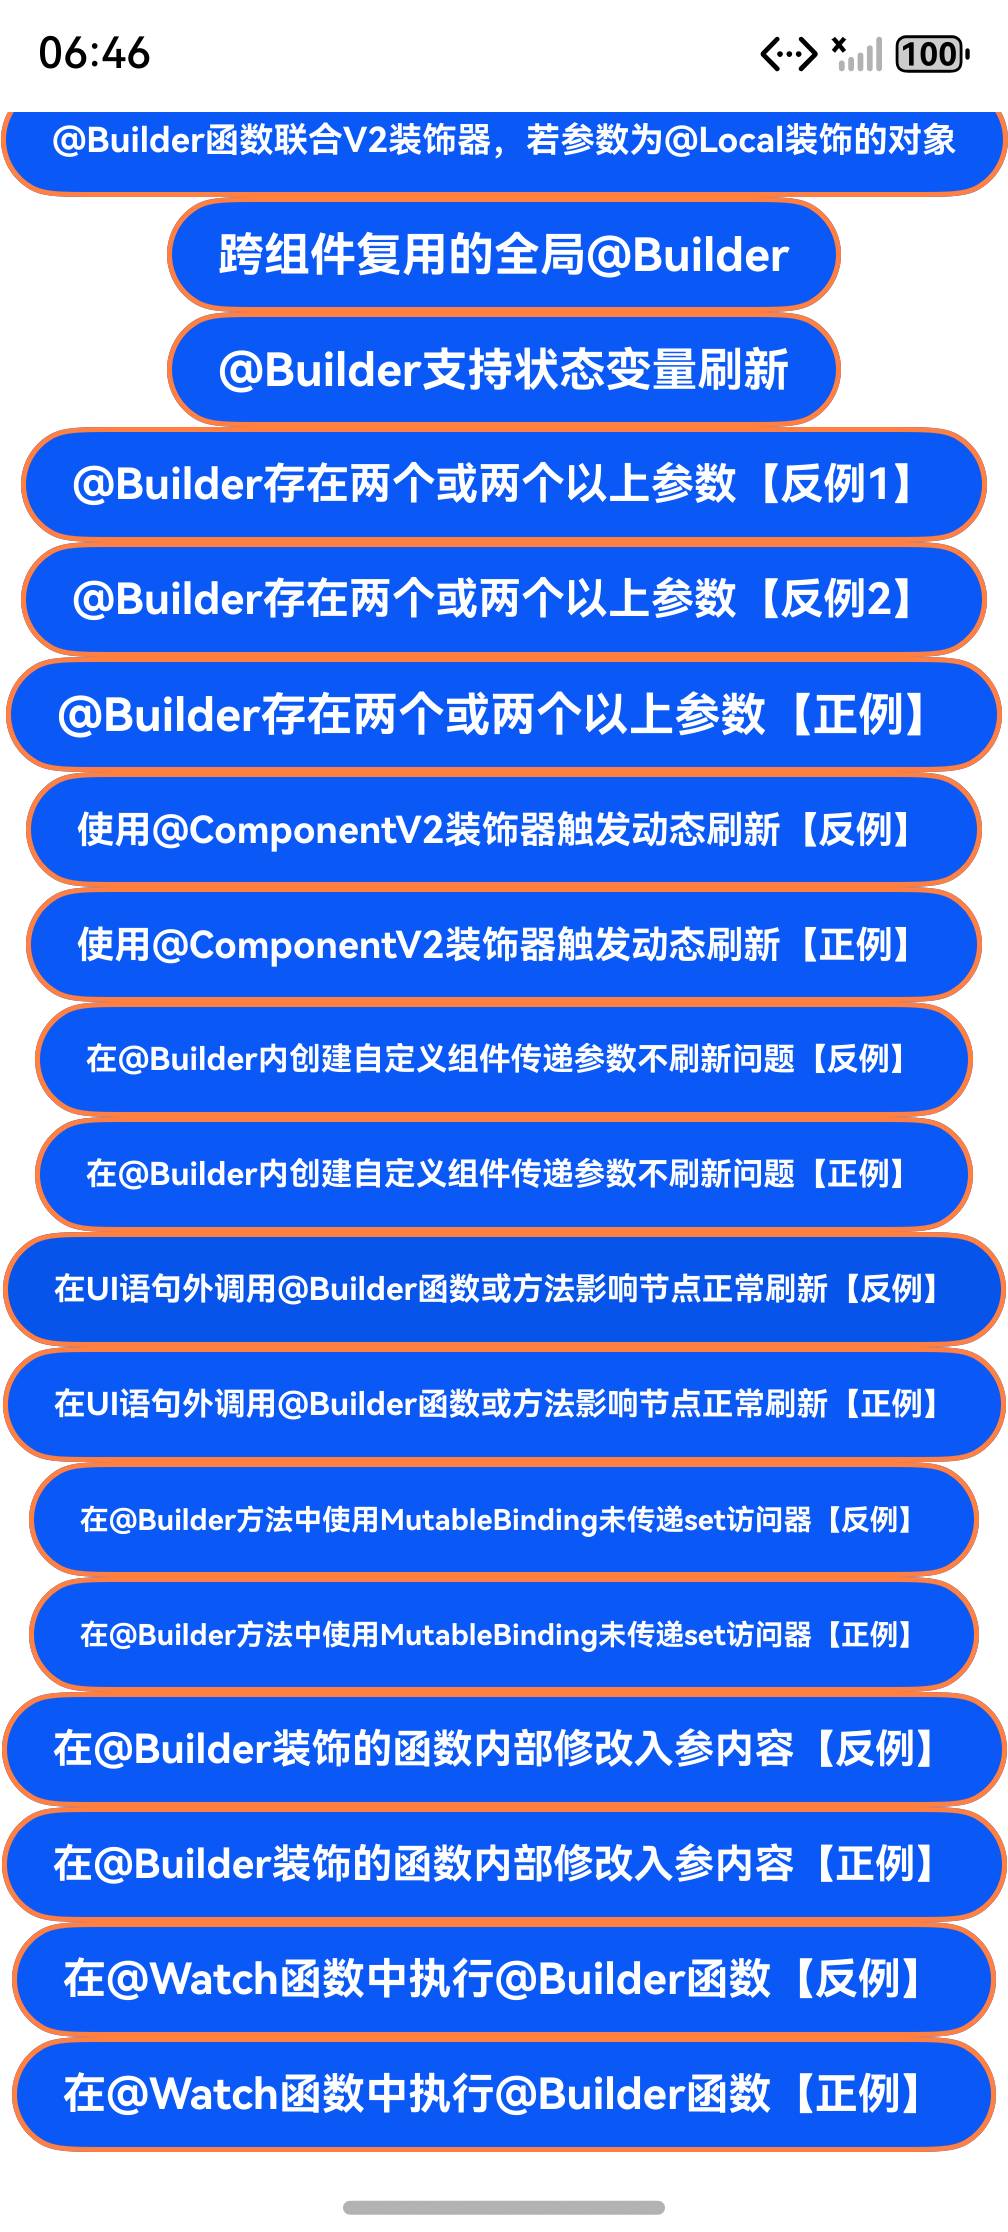 06:46
100
@Builder函数联合V2装饰器，若参数为@Local装饰的对象
跨组件复用的全局@Builder
@Builder支持状态变量刷新
@Builder存在两个或两个以上参数【反例1】
@Builder存在两个或两个以上参数【反例2】
@Builder存在两个或两个以上参数【正例】
使用@ComponentV2装饰器触发动态刷新【反例】
使用@ComponentV2装饰器触发动态刷新【正例】
在@Builder内创建自定义组件传递参数不刷新问题【反例】
在@Builder内创建自定义组件传递参数不刷新问题【正例】
在UI语句外调用@Builder函数或方法影响节点正常刷新【反例】
在UI语句外调用@Builder函数或方法影响节点正常刷新【正例】
在@Builder方法中使用MutableBinding未传递set访问器【反例】
在@Builder方法中使用MutableBinding未传递set访问器【正例】
在@Builder装饰的函数内部修改入参内容【反例】
在@Builder装饰的函数内部修改入参内容【正例】
在@Watch函数中执行@Builder函数【反例】
在@Watch函数中执行@Builder函数【正例】